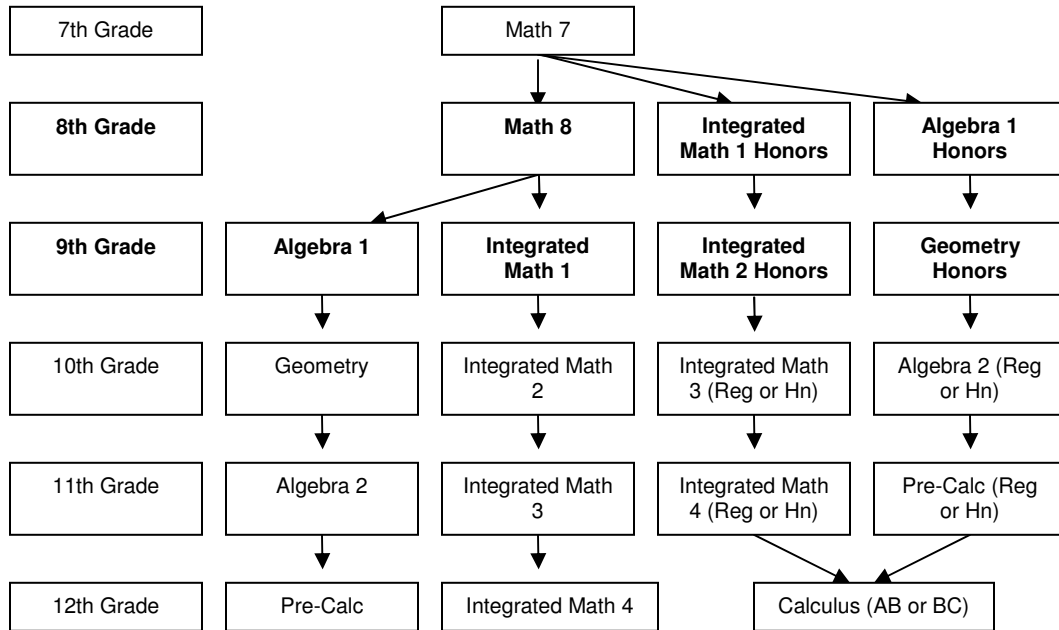 7th Grade
Math 7
8th Grade
Math 8
Integrated
Math 1 Honors
Algebra 1
Honors
9th Grade
Algebra 1
Integrated
Math 1
Integrated
Math 2 Honors
Geometry
Honors
10th Grade
Geometry
Integrated Math
2
Integrated Math
3 (Reg or Hn)
Algebra 2 (Reg
or Hn)
11th Grade
Algebra 2
Integrated Math
3
Integrated Math
4 (Reg or Hn)
Pre-Calc (Reg
or Hn)
12th Grade
Pre-Calc
Integrated Math 4
Calculus (AB or BC)